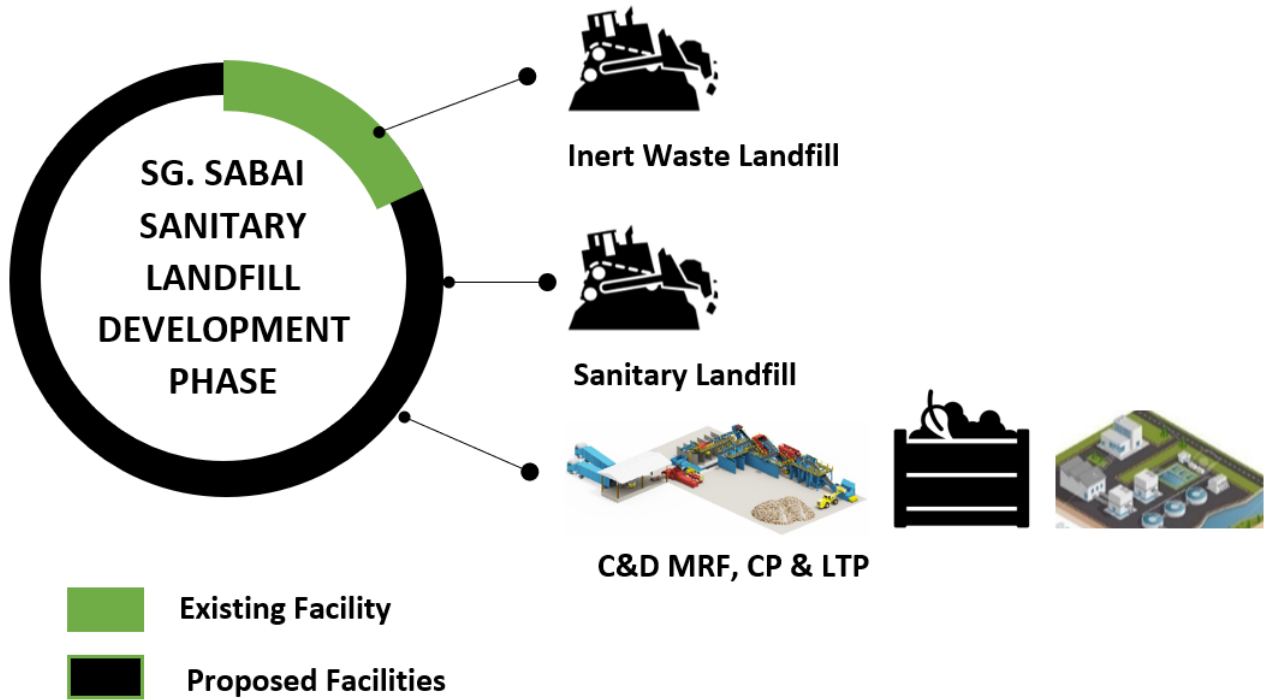 SG. SABAI
SANITARY
LANDFILL
DEVELOPMENT
PHASE
Inert Waste Landfill
Sanitary Landfill
C&D MRF, CP & LTP
Existing Facility
Proposed Facilities